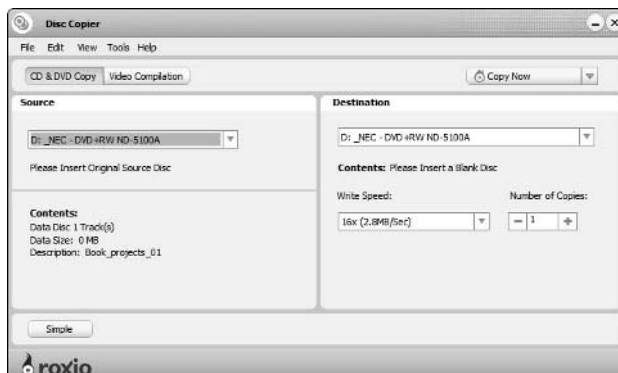 Disc Copier
File Edit View Tools Help
CD & DVD Copy Video Compilation Copy Now
Source
D: _NEC - DVD+RW ND-5100A
Please Insert Original Source Disc
Contents:
Data Disc 1 Track(s)
Data Size: 0 MB
Description: Book_projects_01
Destination
D: _NEC - DVD+RW ND-5100A
Contents: Please Insert a Blank Disc
Write Speed: Number of Copies:
16x (2.8MB/Sec) 1
Simple
roxio